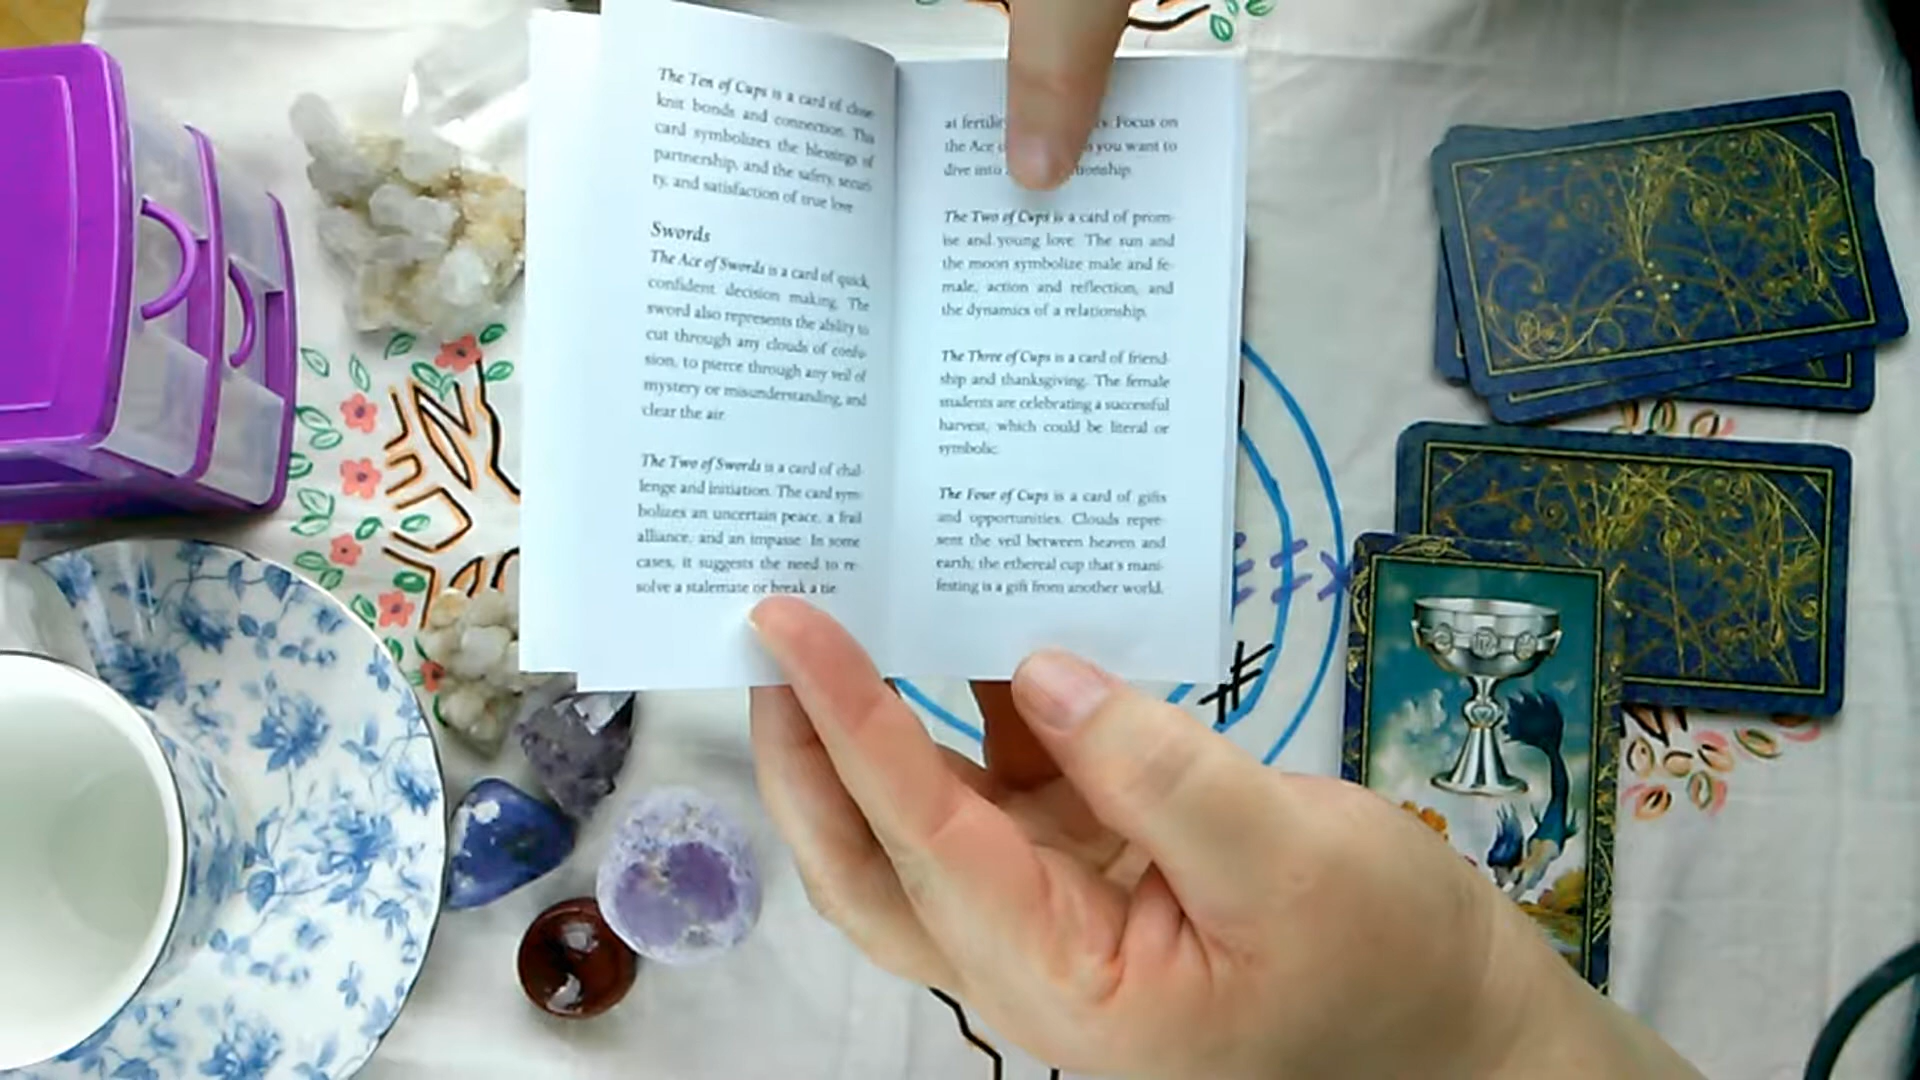 The Ten of Cups is a card of close
knit bonds and connection. This
card symbolizes the blessings of
partnership, and the safety, securi-
ty, and satisfaction of true love.
Swords
The Ace of Swords is a card of quick,
confident decision making. The
sword also represents the ability to
cut through any clouds of confu-
sion, to pierce through any veil of
mystery or misunderstanding, and
clear the air.
The Two of Swords is a card of chal-
lenge and initiation. The card sym-
bolizes an uncertain peace, a frail
alliance, and an impasse. In some
cases, it suggests the need to re-
solve a stalemate or break a tie.
at Focus on
the Ace you want to
dive into
The Two of Cups is a card of prom-
ise and young love. The sun and
the moon symbolize male and fe-
male, action and reflection, and
the dynamics of a relationship.
The Three of Cups is a card of friend-
ship and thanksgiving. The female
students are celebrating a successful
harvest, which could be literal or
symbolic.
The Four of Cups is a card of gifts
and opportunities. Clouds repre-
sent the veil between heaven and
earth; the ethereal cup that's mani-
festing is a gift from another world.